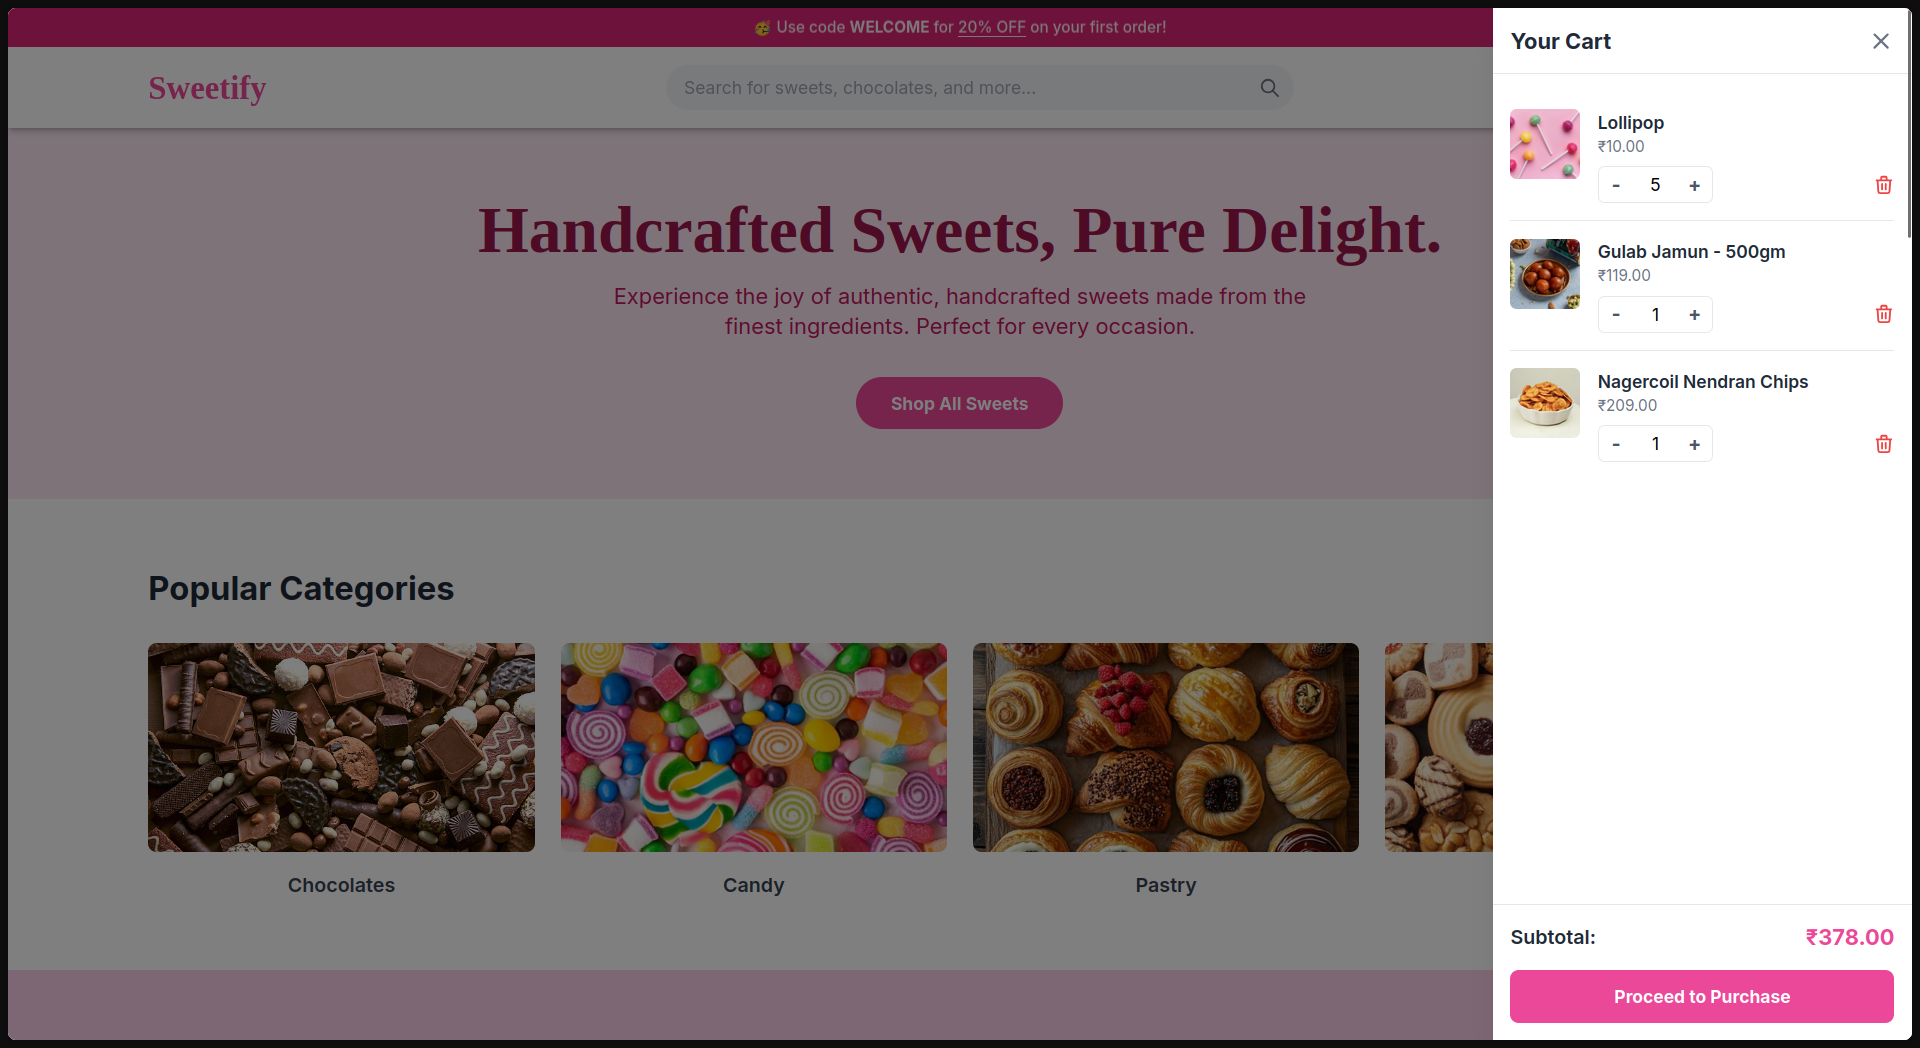 🥳 Use code WELCOME for 20% OFF on your first order!
Sweetify
Search for sweets, chocolates, and more...
Handcrafted Sweets, Pure Delight.
Experience the joy of authentic, handcrafted sweets made from the
finest ingredients. Perfect for every occasion.
Shop All Sweets
Popular Categories
Chocolates
Candy
Pastry
Your Cart
Lollipop
₹10.00
- 5 +
Gulab Jamun - 500gm
₹119.00
- 1 +
Nagercoil Nendran Chips
₹209.00
- 1 +
Subtotal: ₹378.00
Proceed to Purchase